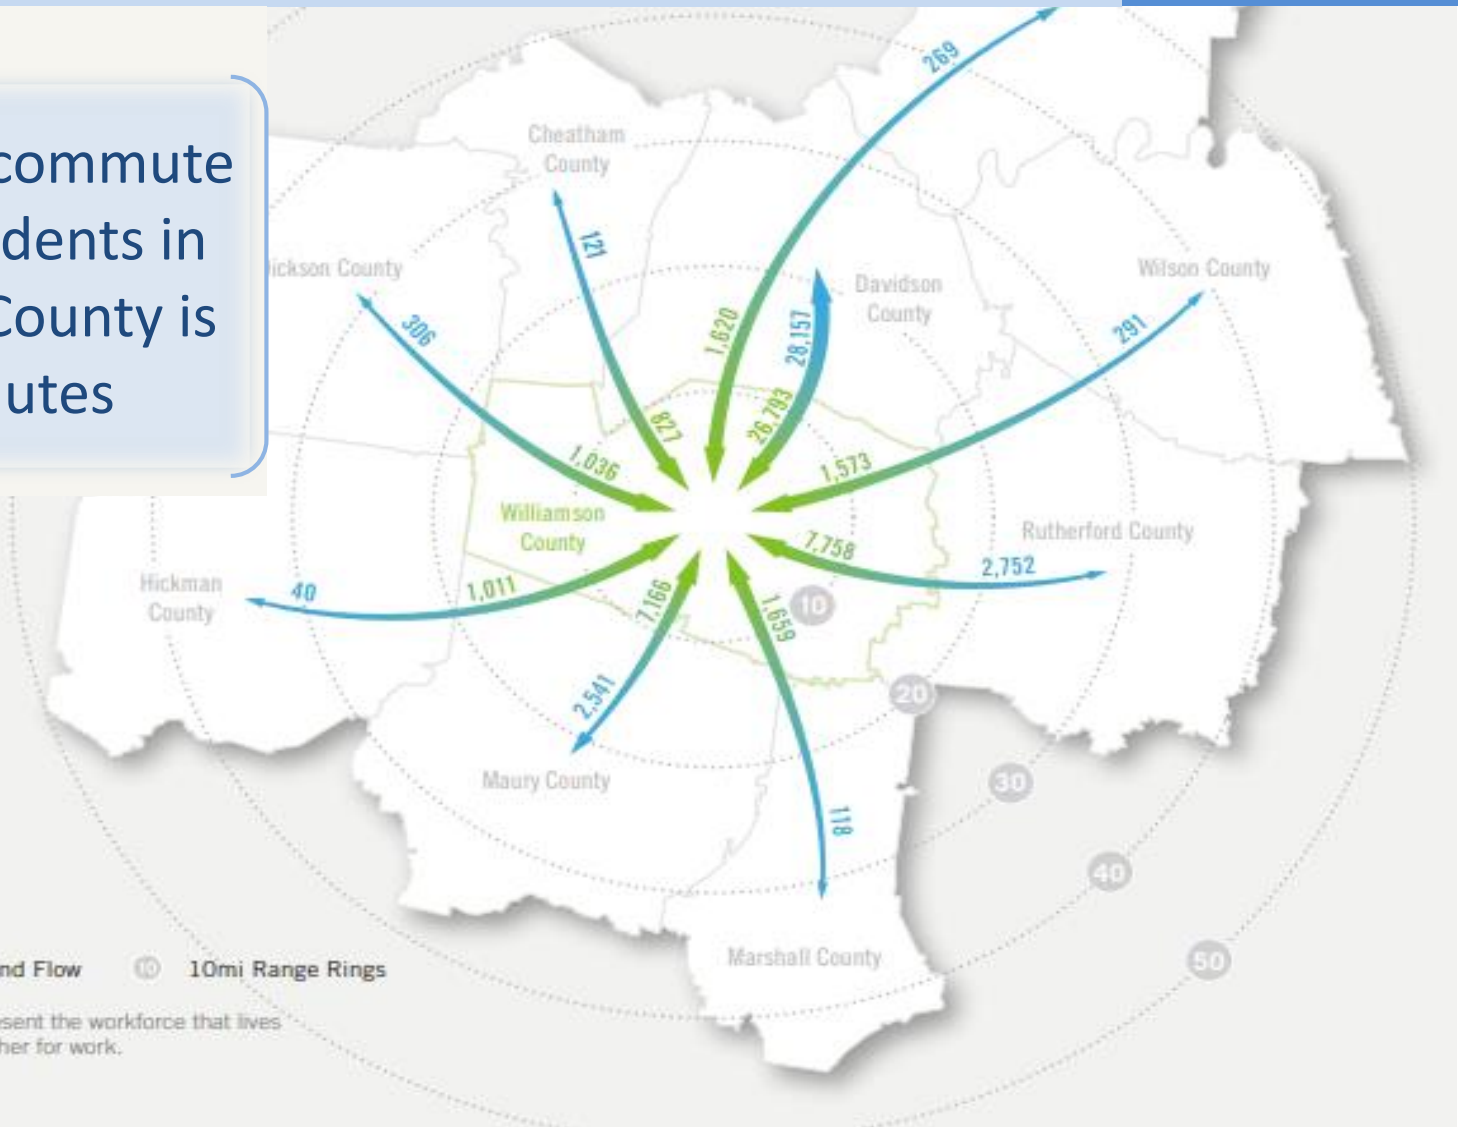 commute
dents in
County is
utes
269
Cheatham
County
121
ickson County
306
Davidson
County
Wilson County
291
1,620
28,157
26,793
827
1,036
1,573
Williamson
County
Rutherford County
7,758
2,752
Hickman
County
40
1,011
7,166
1,659
10
2,541
20
Maury County
30
118
40
Marshall County
50
nd Flow
10
10mi Range Rings
sent the workforce that lives
her for work.